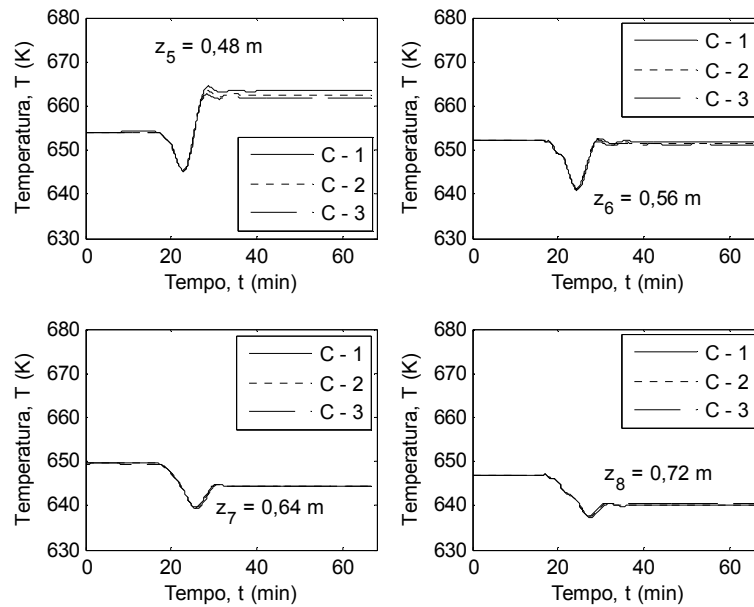 680
670
660
650
640
630
Temperatura, T (K)
z5 = 0,48 m
C - 1
C - 2
C - 3
0 20 40 60
Tempo, t (min)
680
670
660
650
640
630
Temperatura, T (K)
C - 1
C - 2
C - 3
z6 = 0,56 m
0 20 40 60
Tempo, t (min)
680
670
660
650
640
630
Temperatura, T (K)
C - 1
C - 2
C - 3
z7 = 0,64 m
0 20 40 60
Tempo, t (min)
680
670
660
650
640
630
Temperatura, T (K)
C - 1
C - 2
C - 3
z8 = 0,72 m
0 20 40 60
Tempo, t (min)